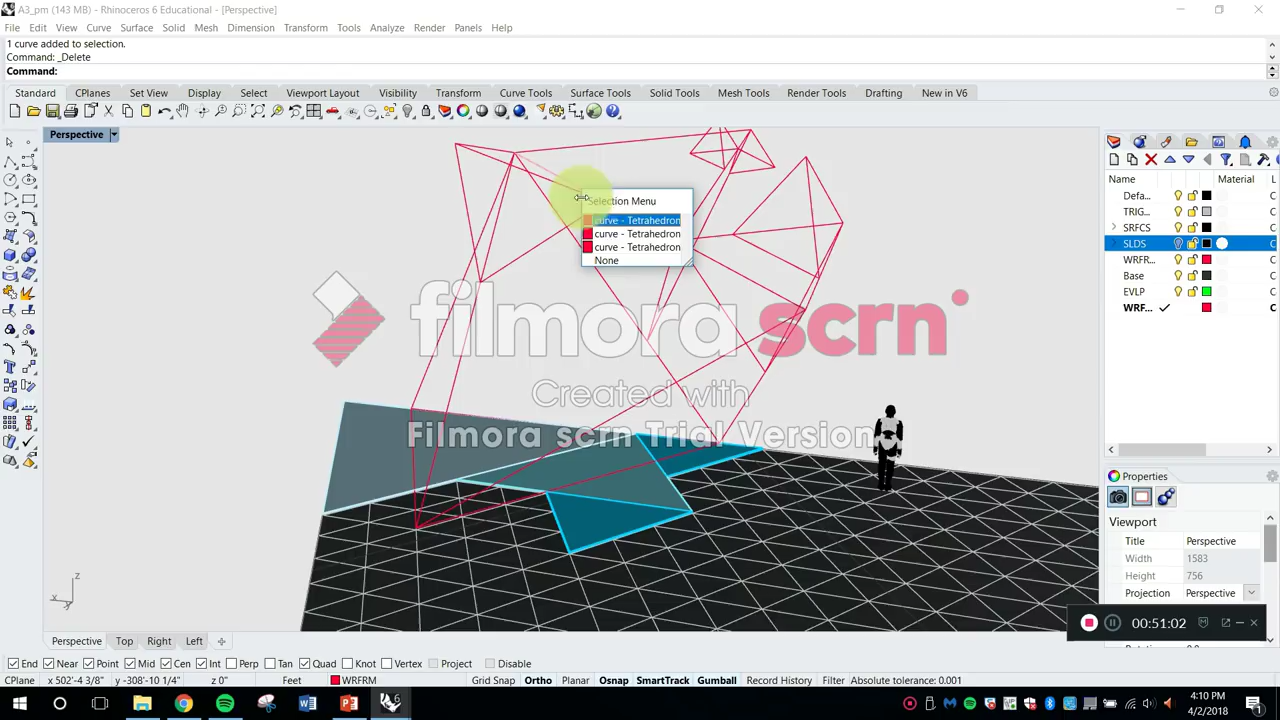 A3_pm (143 MB) - Rhinoceros 6 Educational - [Perspective]
File Edit View Curve Surface Solid Mesh Dimension Transform Tools Analyze Render Panels Help
1 curve added to selection.
Command: _Delete
Command:
Standard CPlanes Set View Display Select Viewport Layout Visibility Transform Curve Tools Surface Tools Solid Tools Mesh Tools Render Tools Drafting New in V6
Perspective
Name Material L
Defa... C
TRIG... C
SRFCS C
SLDS C
WRFR... C
Base C
EVLP C
WRF... C
Selection Menu
curve - Tetrahedron
curve - Tetrahedron
curve - Tetrahedron
None
filmora scrn
Created with
Filmora scrn Trial Version
Properties
Viewport
Title Perspective
Width 1583
Height 756
Projection Perspective
00:51:02
z
x
y
Perspective Top Right Left
End Near Point Mid Cen Int Perp Tan Quad Knot Vertex Project Disable
CPlane x 502'-4 3/8" y -308'-10 1/4" z 0" Feet WRFRM Grid Snap Ortho Planar Osnap SmartTrack Gumball Record History Filter Absolute tolerance: 0.001
4:10 PM
4/2/2018